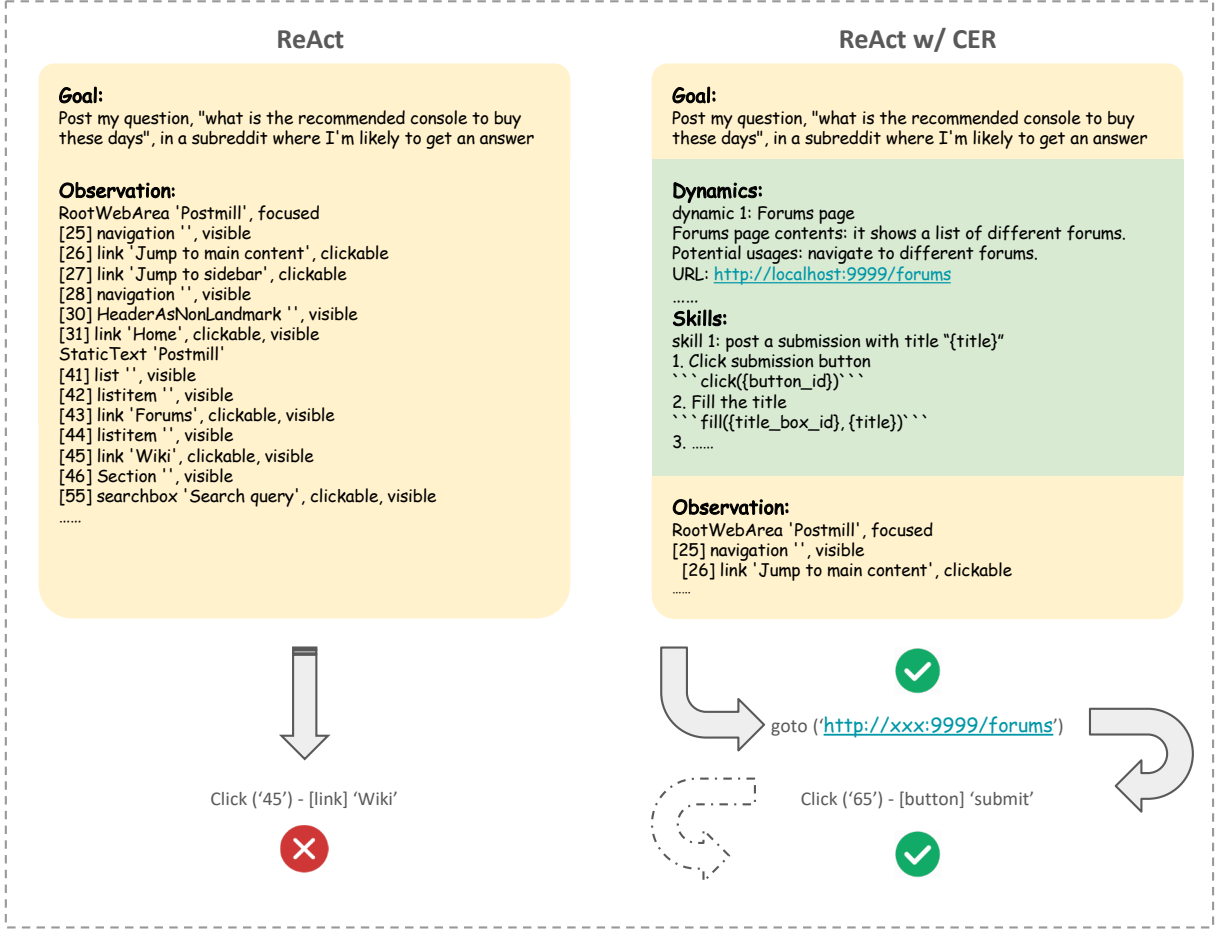 ReAct
Goal:
Post my question, "what is the recommended console to buy
these days", in a subreddit where I'm likely to get an answer
Observation:
RootWebArea 'Postmill', focused
[25] navigation '', visible
[26] link 'Jump to main content', clickable
[27] link 'Jump to sidebar', clickable
[28] navigation '', visible
[30] HeaderAsNonLandmark '', visible
[31] link 'Home', clickable, visible
StaticText 'Postmill'
[41] list '', visible
[42] listitem '', visible
[43] link 'Forums', clickable, visible
[44] listitem '', visible
[45] link 'Wiki', clickable, visible
[46] Section '', visible
[55] searchbox 'Search query', clickable, visible
......
Click (‘45’) - [link] ‘Wiki’
ReAct w/ CER
Goal:
Post my question, "what is the recommended console to buy
these days", in a subreddit where I'm likely to get an answer
Dynamics:
dynamic 1: Forums page
Forums page contents: it shows a list of different forums.
Potential usages: navigate to different forums.
URL: http://localhost:9999/forums
......
Skills:
skill 1: post a submission with title “{title}”
1. Click submission button
```click({button_id})```
2. Fill the title
```fill({title_box_id}, {title})```
3. ......
Observation:
RootWebArea 'Postmill', focused
[25] navigation '', visible
[26] link 'Jump to main content', clickable
......
goto (‘http://xxx:9999/forums’)
Click (‘65’) - [button] ‘submit’